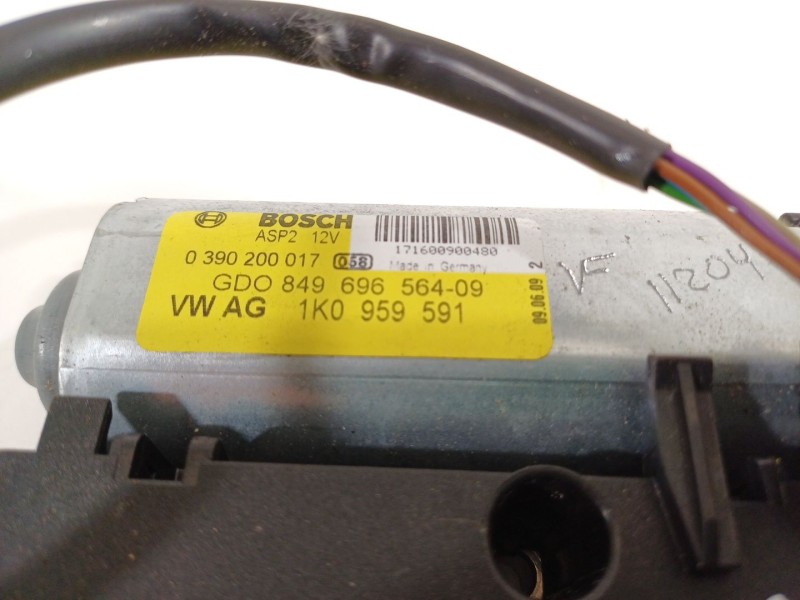 BOSCH
ASP2 12V
171600900480
0 390 200 017 058 Made in Germany
GDO 849 696 564-09
VW AG 1K0 959 591
09.06.09 2
VF
11204